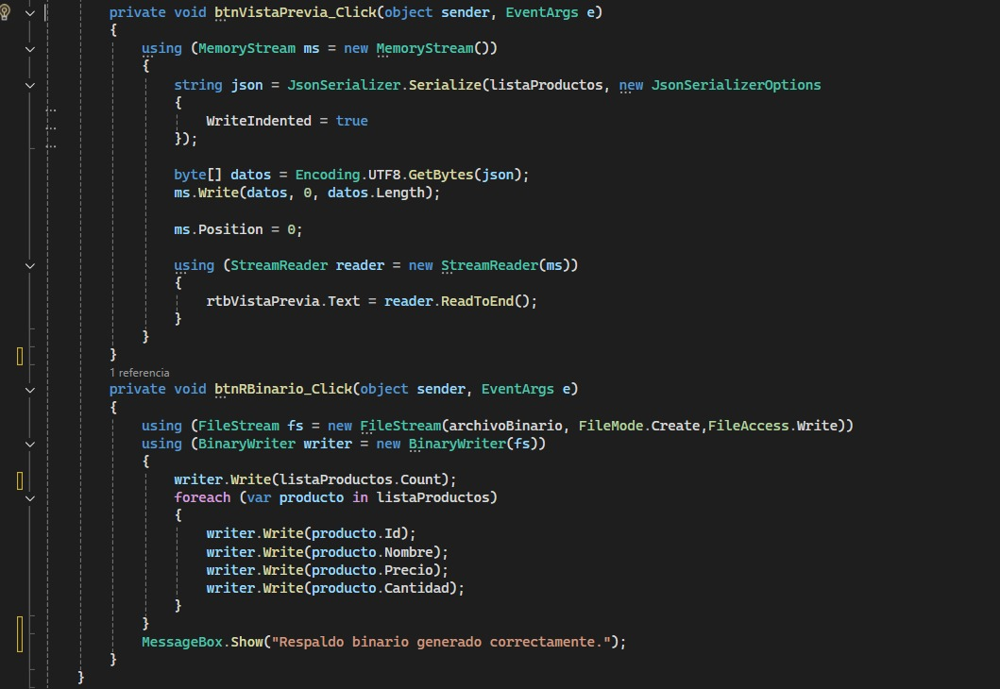 private void btnVistaPrevia_Click(object sender, EventArgs e)
{
using (MemoryStream ms = new MemoryStream())
{
string json = JsonSerializer.Serialize(listaProductos, new JsonSerializerOptions
{
WriteIndented = true
});
byte[] datos = Encoding.UTF8.GetBytes(json);
ms.Write(datos, 0, datos.Length);
ms.Position = 0;
using (StreamReader reader = new StreamReader(ms))
{
rtbVistaPrevia.Text = reader.ReadToEnd();
}
}
}
1 referencia
private void btnRBinario_Click(object sender, EventArgs e)
{
using (FileStream fs = new FileStream(archivoBinario, FileMode.Create,FileAccess.Write))
using (BinaryWriter writer = new BinaryWriter(fs))
{
writer.Write(listaProductos.Count);
foreach (var producto in listaProductos)
{
writer.Write(producto.Id);
writer.Write(producto.Nombre);
writer.Write(producto.Precio);
writer.Write(producto.Cantidad);
}
}
MessageBox.Show("Respaldo binario generado correctamente.");
}
}